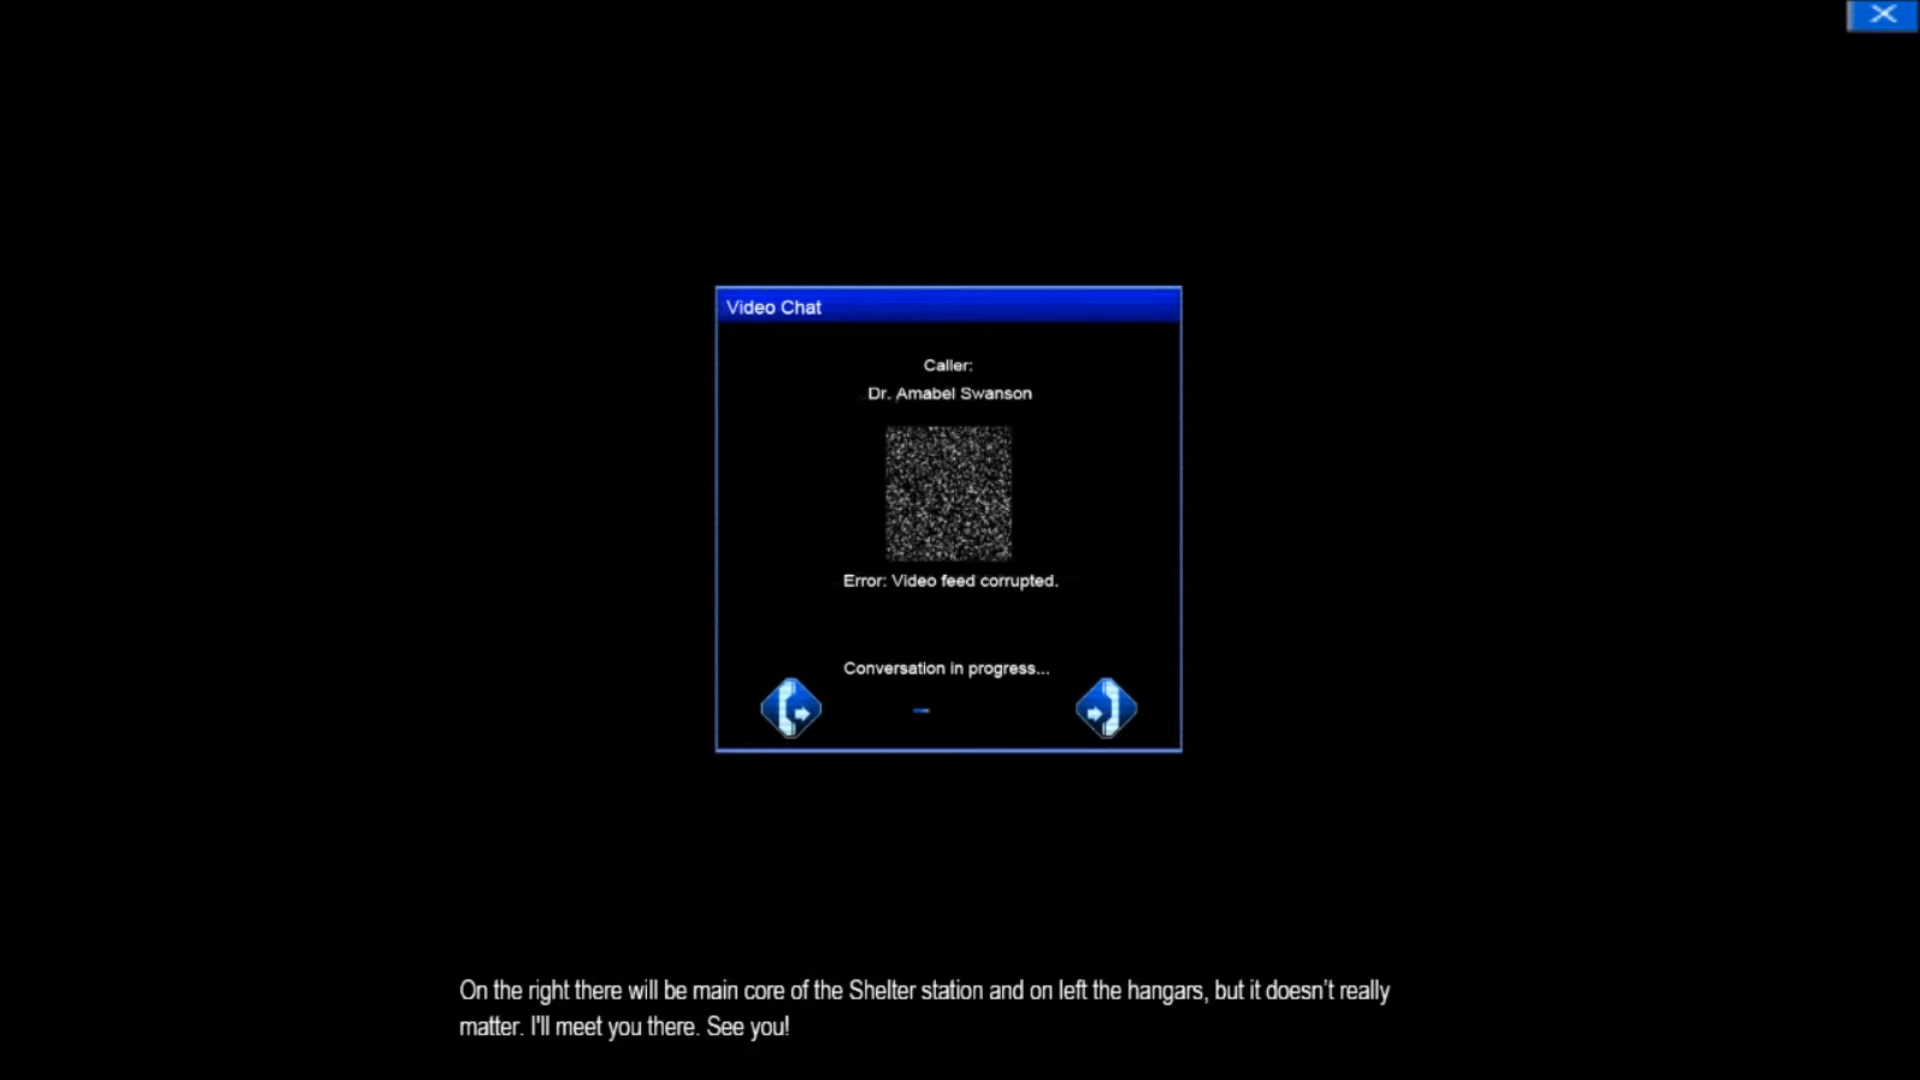 Video Chat
Caller:
Dr. Amabel Swanson
Error: Video feed corrupted.
Conversation in progress...
On the right there will be main core of the Shelter station and on left the hangars, but it doesn't really
matter. I'll meet you there. See you!